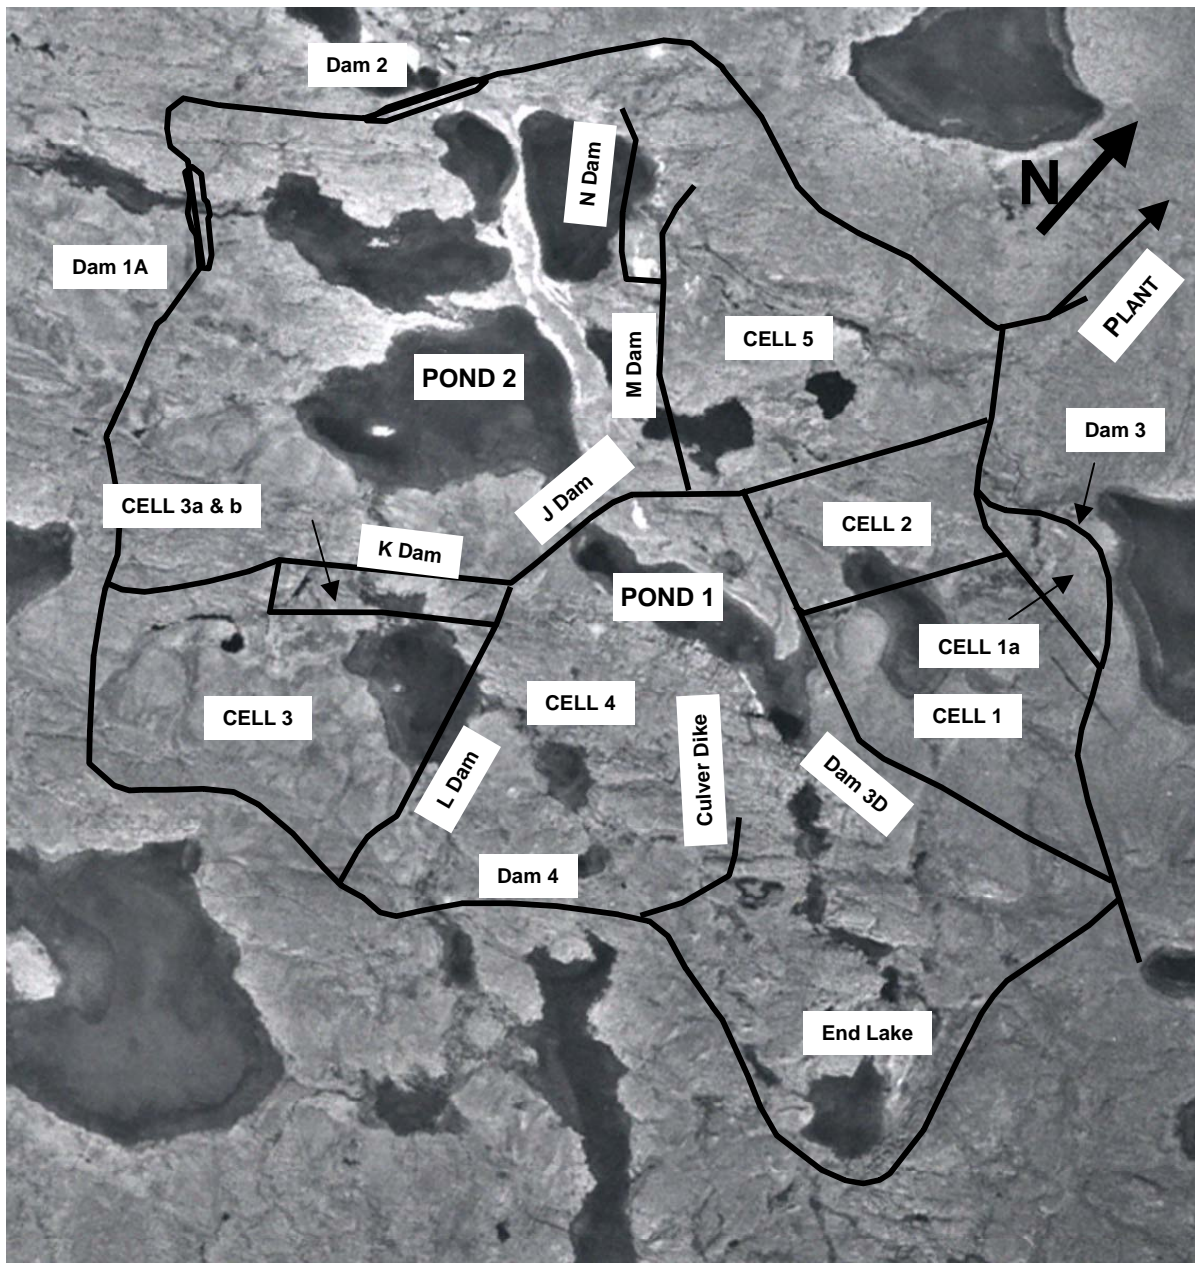 Dam 2
N
N Dam
Dam 1A
PLANT
CELL 5
M Dam
POND 2
Dam 3
J Dam
CELL 3a & b
CELL 2
K Dam
POND 1
CELL 1a
CELL 4
CELL 3
CELL 1
Culver Dike
L Dam
Dam 3D
Dam 4
End Lake